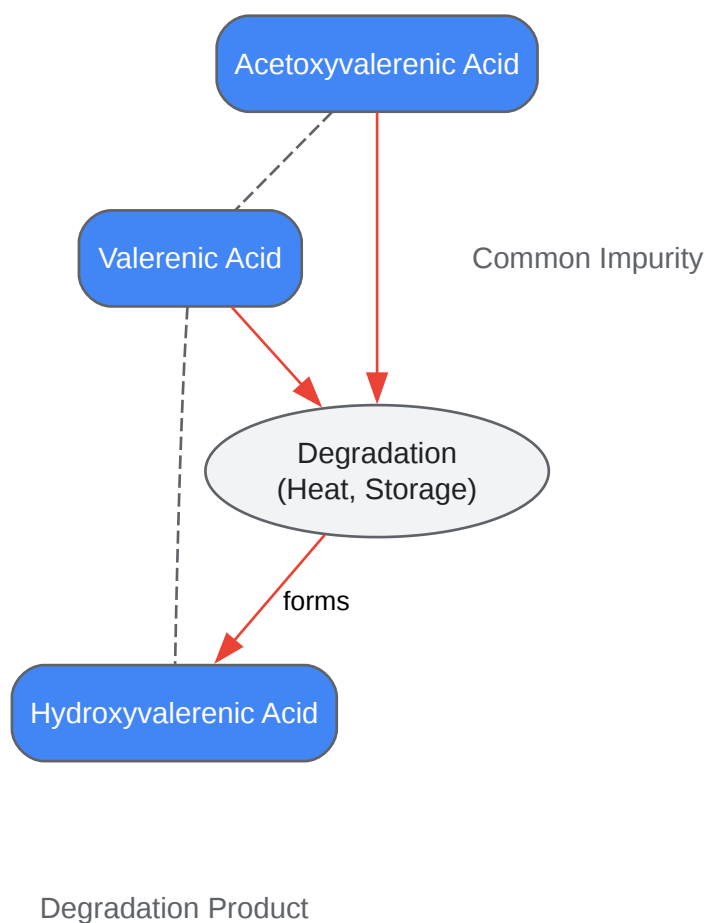 Acetoxyvalerenic Acid
Valerenic Acid
Common Impurity
Degradation
(Heat, Storage)
forms
Hydroxyvalerenic Acid
Degradation Product